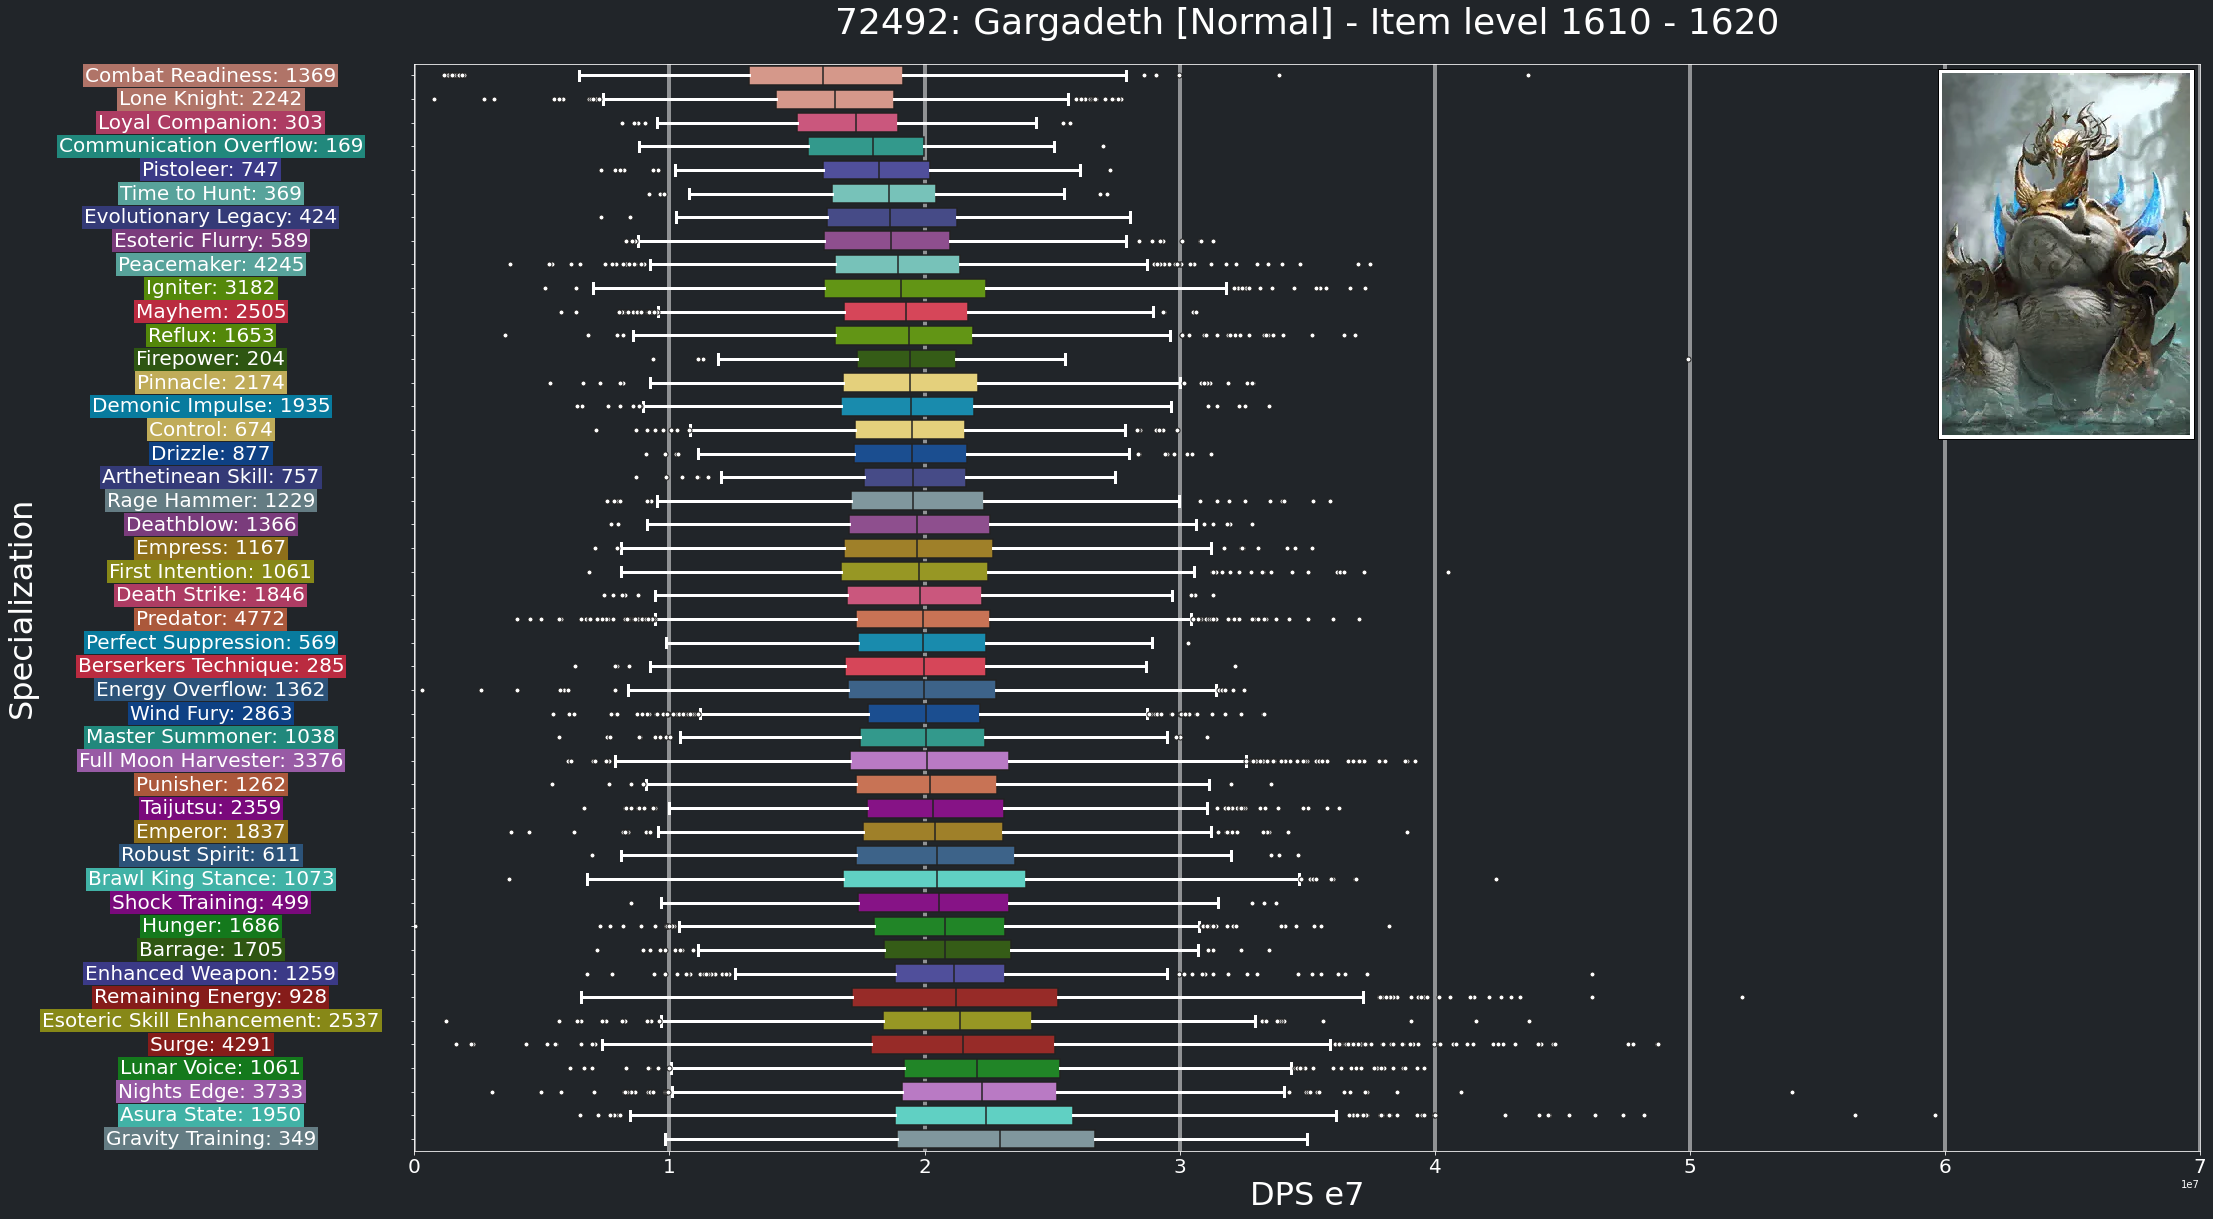 72492: Gargadeth [Normal] - Item level 1610 - 1620
Specialization
Combat Readiness: 1369
Lone Knight: 2242
Loyal Companion: 303
Communication Overflow: 169
Pistoleer: 747
Time to Hunt: 369
Evolutionary Legacy: 424
Esoteric Flurry: 589
Peacemaker: 4245
Igniter: 3182
Mayhem: 2505
Reflux: 1653
Firepower: 204
Pinnacle: 2174
Demonic Impulse: 1935
Control: 674
Drizzle: 877
Arthetinean Skill: 757
Rage Hammer: 1229
Deathblow: 1366
Empress: 1167
First Intention: 1061
Death Strike: 1846
Predator: 4772
Perfect Suppression: 569
Berserkers Technique: 285
Energy Overflow: 1362
Wind Fury: 2863
Master Summoner: 1038
Full Moon Harvester: 3376
Punisher: 1262
Taijutsu: 2359
Emperor: 1837
Robust Spirit: 611
Brawl King Stance: 1073
Shock Training: 499
Hunger: 1686
Barrage: 1705
Enhanced Weapon: 1259
Remaining Energy: 928
Esoteric Skill Enhancement: 2537
Surge: 4291
Lunar Voice: 1061
Nights Edge: 3733
Asura State: 1950
Gravity Training: 349
0 1 2 3 4 5 6 7
1e7
DPS e7